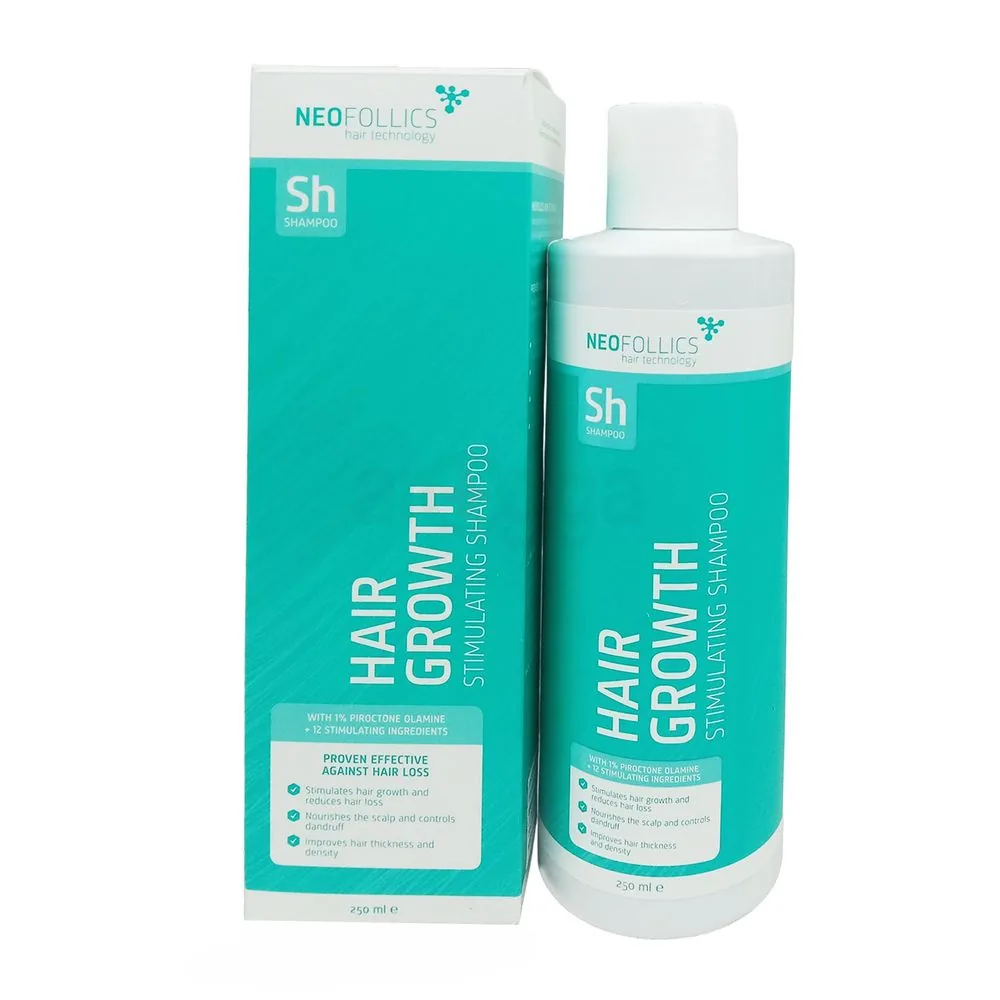 NEOFOLLICS
hair technology
Sh
SHAMPOO
HAIR
GROWTH
STIMULATING SHAMPOO
WITH 1% PIROCTONE OLAMINE
+ 12 STIMULATING INGREDIENTS
PROVEN EFFECTIVE
AGAINST HAIR LOSS
Stimulates hair growth and
reduces hair loss
Nourishes the scalp and controls
dandruff
Improves hair thickness and
density
250 ml e
NEOFOLLICS
hair technology
Sh
SHAMPOO
HAIR
GROWTH
STIMULATING SHAMPOO
WITH 1% PIROCTONE OLAMINE
+ 12 STIMULATING INGREDIENTS
Stimulates hair growth and
reduces hair loss
Nourishes the scalp and controls
dandruff
Improves hair thickness and
density
250 ml e